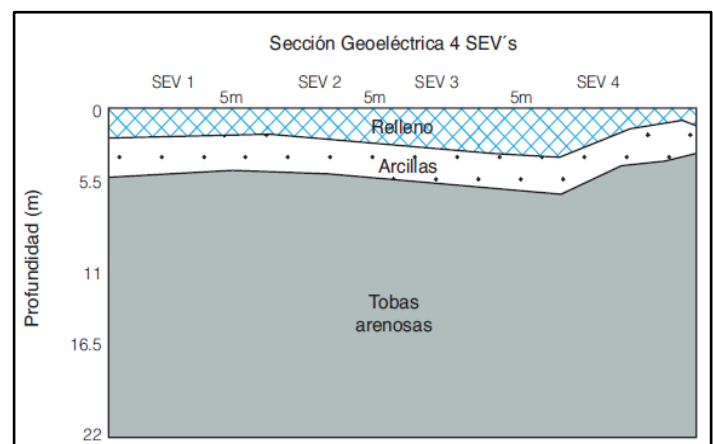 Sección Geoeléctrica 4 SEV´s
SEV 1 SEV 2 SEV 3 SEV 4
5m 5m 5m
0
Relleno
Arcillas
5.5
11
Tobas
arenosas
16.5
22
Profundidad (m)